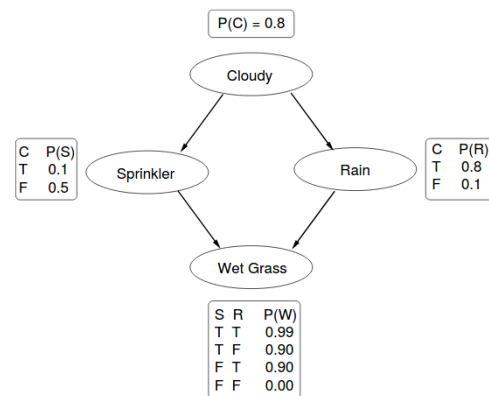 P(C) = 0.8
Cloudy
C P(S)
T 0.1
F 0.5
Sprinkler
Rain
C P(R)
T 0.8
F 0.1
Wet Grass
S R P(W)
T T 0.99
T F 0.90
F T 0.90
F F 0.00